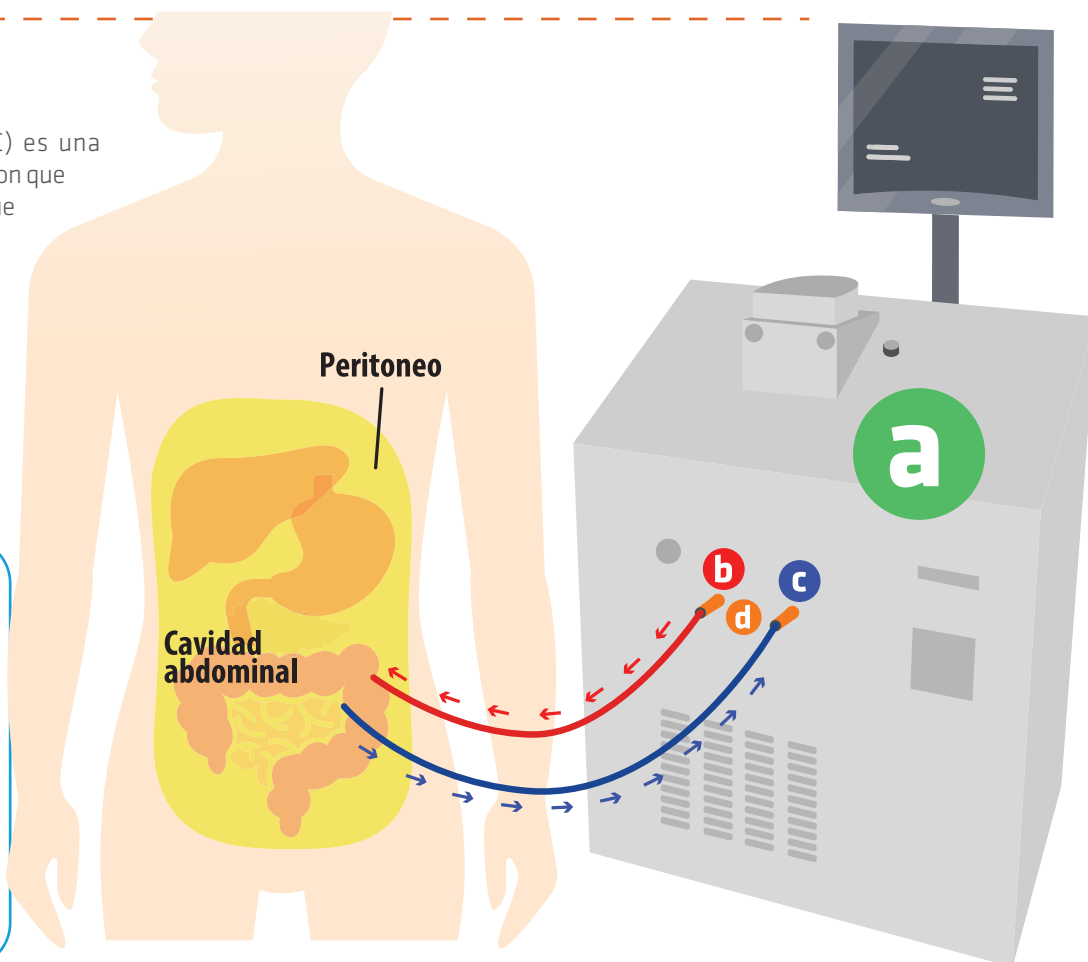 ) es una
on que
ue
Peritoneo
a
b
c
d
Cavidad
abdominal